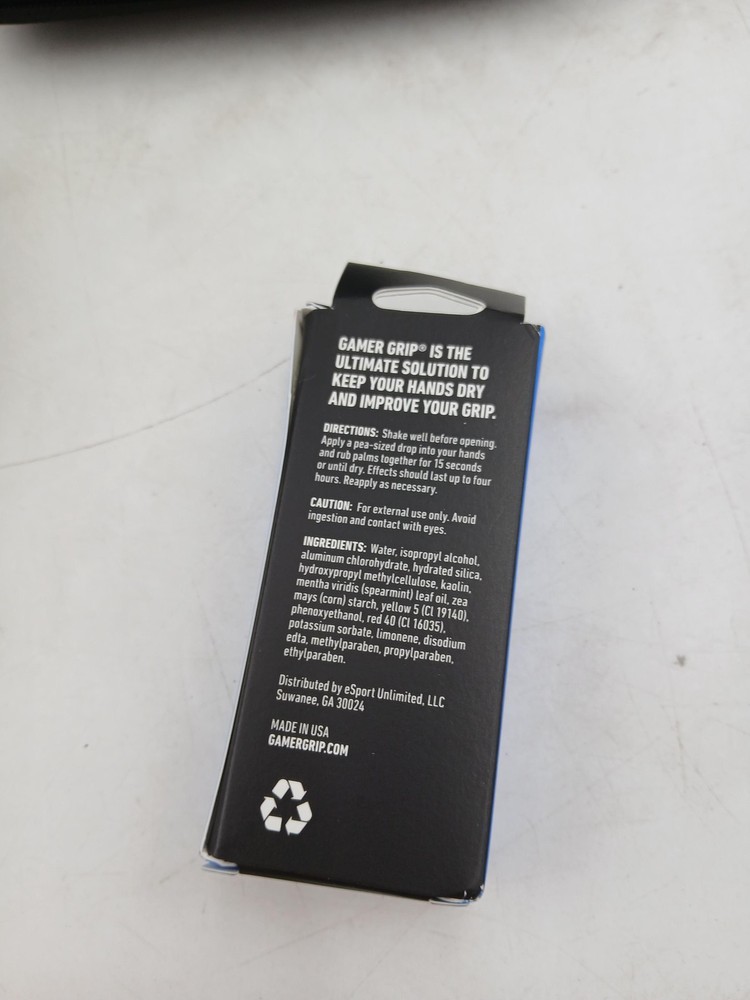 GAMER GRIP® IS THE
ULTIMATE SOLUTION TO
KEEP YOUR HANDS DRY
AND IMPROVE YOUR GRIP.
DIRECTIONS: Shake well before opening.
Apply a pea-sized drop into your hands
and rub palms together for 15 seconds
or until dry. Effects should last up to four
hours. Reapply as necessary.
CAUTION: For external use only. Avoid
ingestion and contact with eyes.
INGREDIENTS: Water, isopropyl alcohol,
aluminum chlorohydrate, hydrated silica,
hydroxypropyl methylcellulose, kaolin,
mentha viridis (spearmint) leaf oil, zea
mays (corn) starch, yellow 5 (CI 19140),
phenoxyethanol, red 40 (CI 16035),
potassium sorbate, limonene, disodium
edta, methylparaben, propylparaben,
ethylparaben.
Distributed by eSport Unlimited, LLC
Suwanee, GA 30024
MADE IN USA
GAMERGRIP.COM